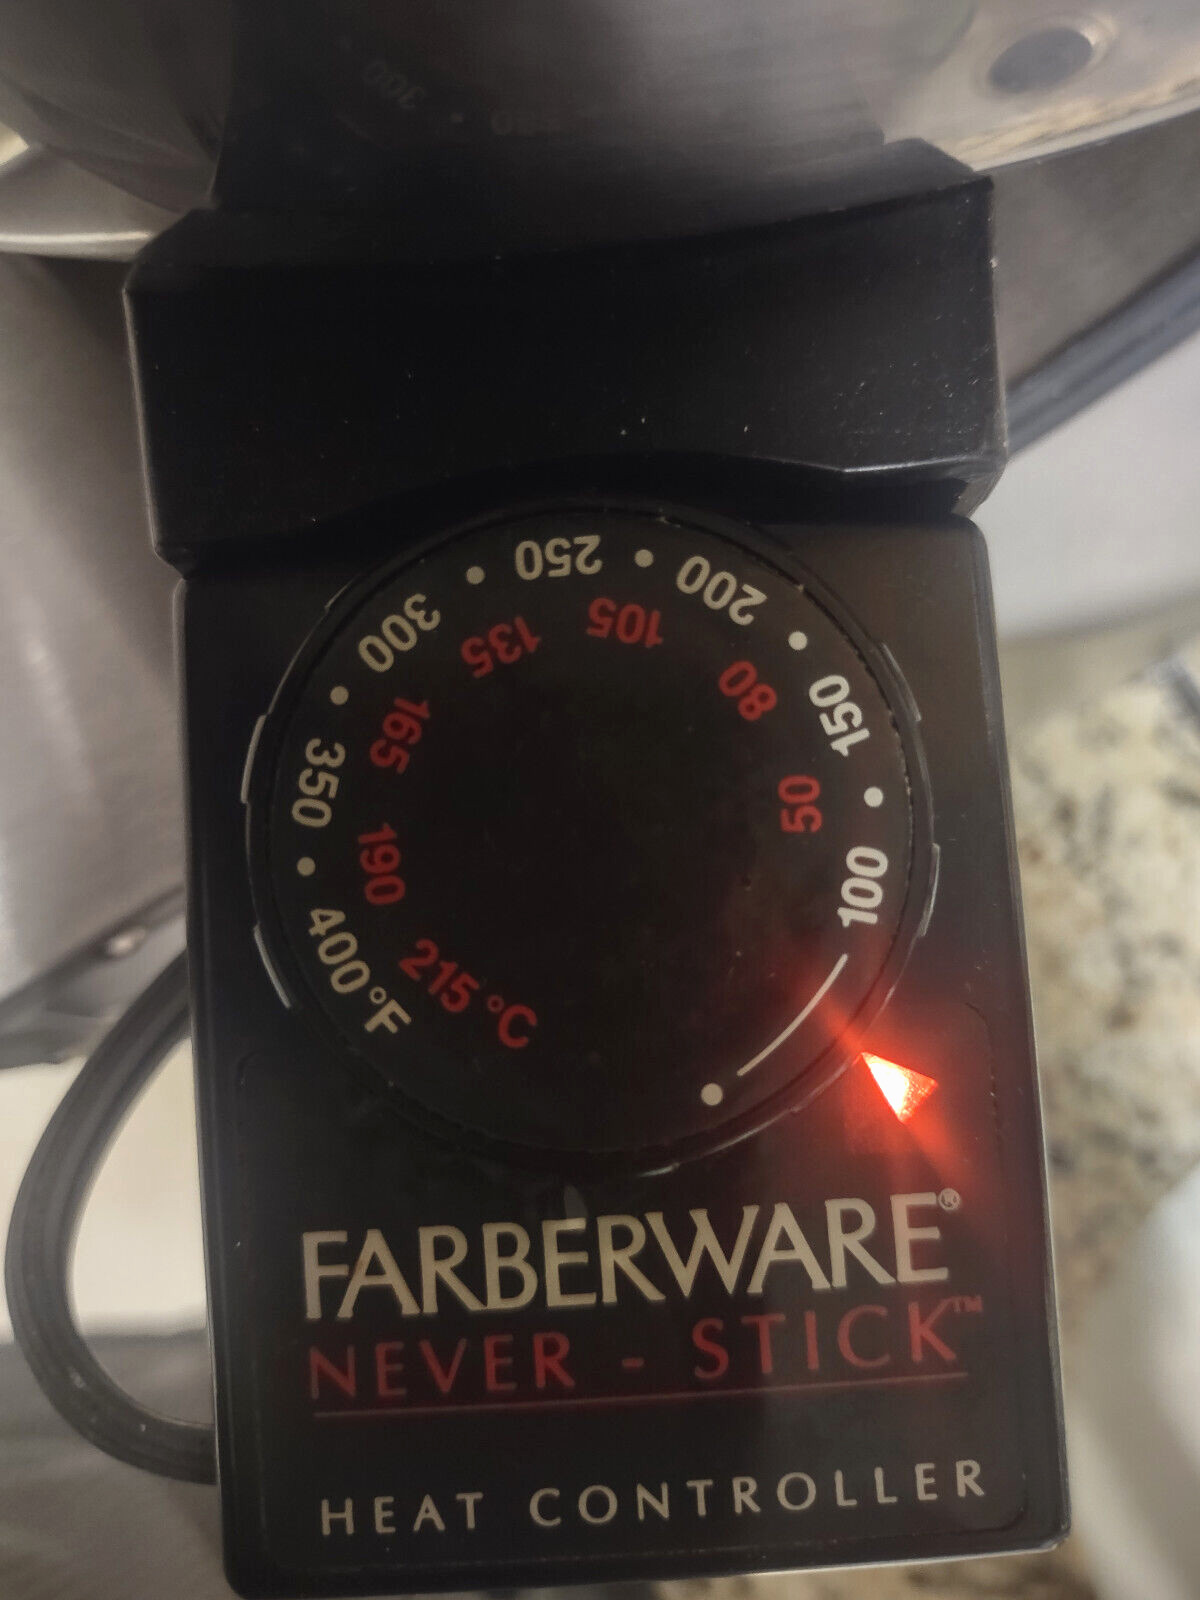 100 • 150 • 200 • 250 • 300 • 350 • 400 °F
50 80 105 135 165 190 215 °C
FARBERWARE®
NEVER - STICK™
HEAT CONTROLLER